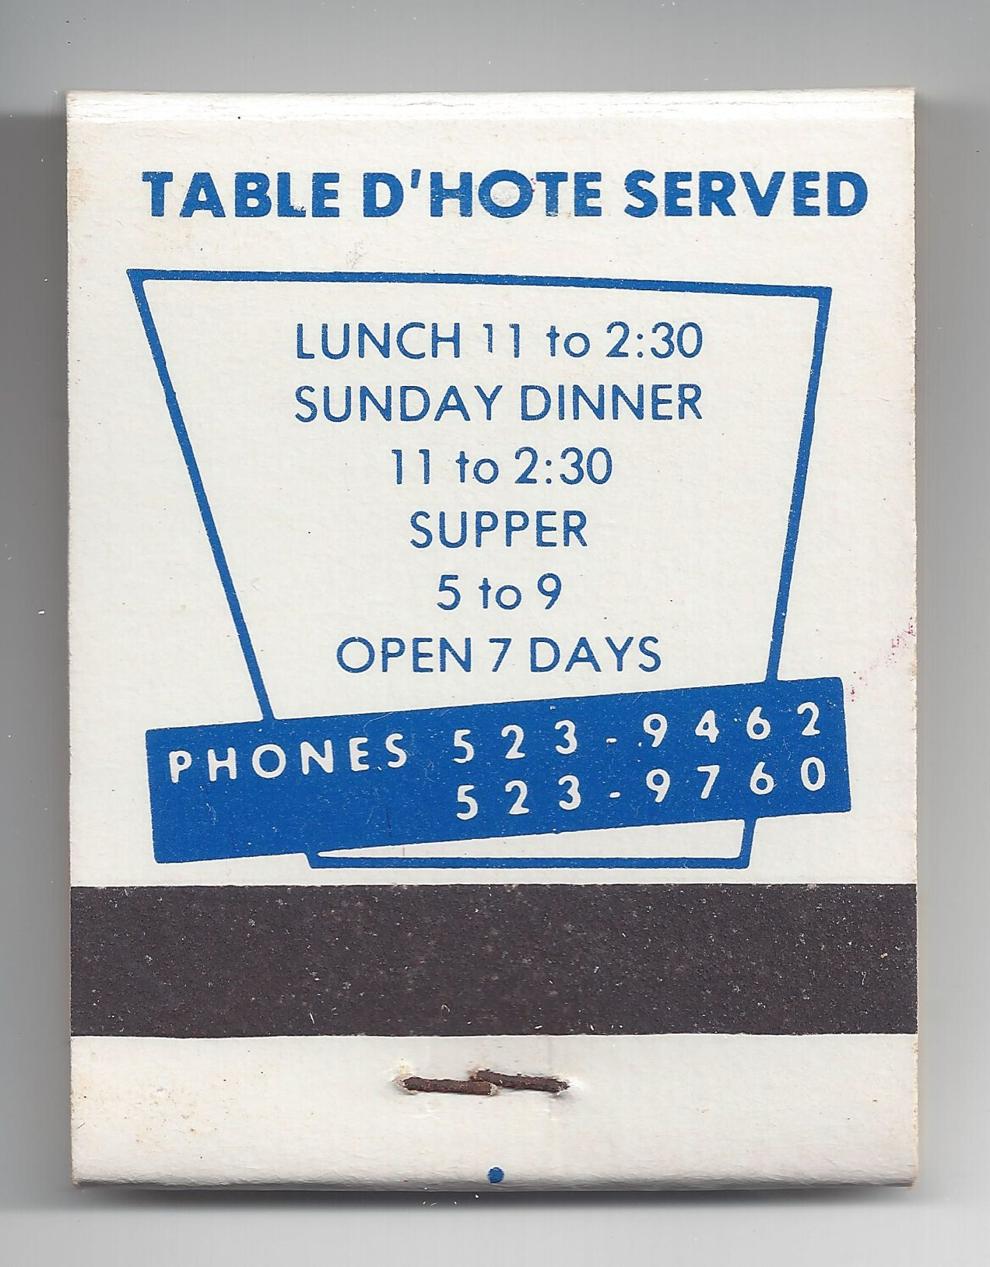 TABLE D'HOTE SERVED
LUNCH 11 to 2:30
SUNDAY DINNER
11 to 2:30
SUPPER
5 to 9
OPEN 7 DAYS
PHONES 523-9462
523-9760